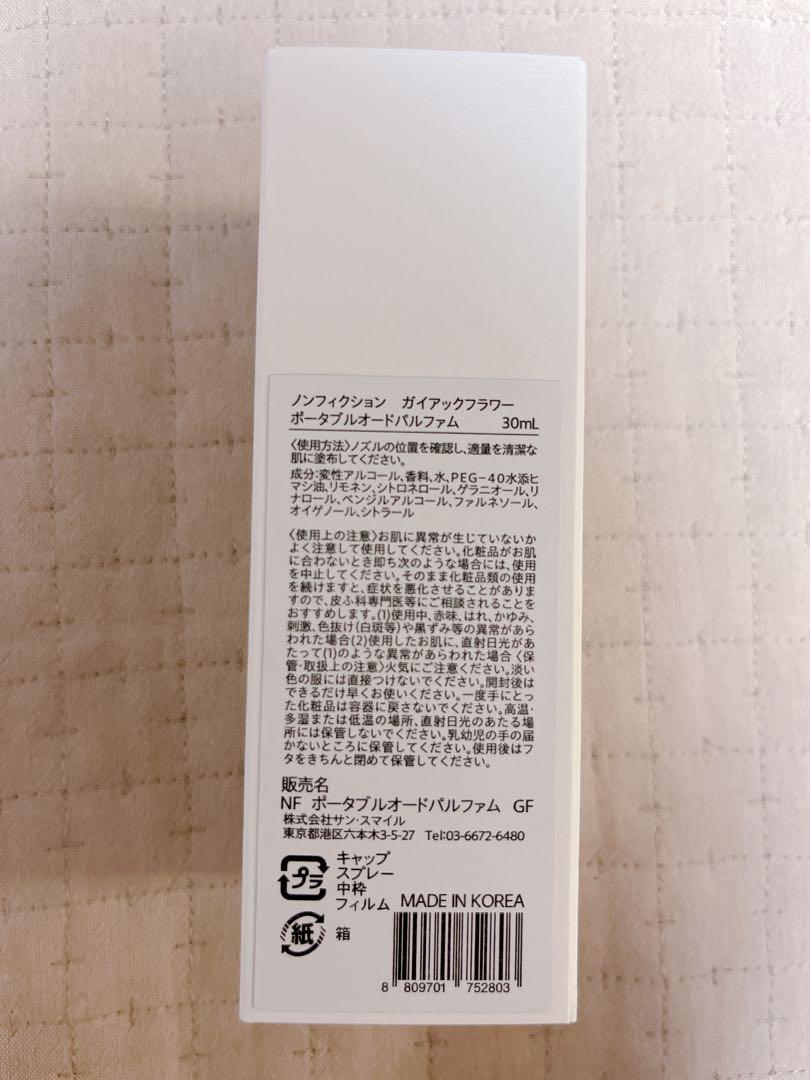 ノンフィクション　ガイアックフラワー
ポータブルオードパルファム　30mL
〈使用方法〉ノズルの位置を確認し、適量を清潔な
肌に塗布してください。
成分：変性アルコール、香料、水、PEG－40水添ヒ
マシ油、リモネン、シトロネロール、ゲラニオール、リ
ナロール、ベンジルアルコール、ファルネソール、
オイゲノール、シトラール
〈使用上の注意〉お肌に異常が生じていないか
よく注意して使用してください。化粧品がお肌
に合わないとき即ち次のような場合には、使用
を中止してください。そのまま化粧品類の使用
を続けますと、症状を悪化させることがありま
すので、皮ふ科専門医等にご相談されることを
おすすめします。(1)使用中、赤味、はれ、かゆみ、
刺激、色抜け(白斑等)や黒ずみ等の異常があら
われた場合(2)使用したお肌に、直射日光があ
たって(1)のような異常があらわれた場合〈保
管・取扱上の注意〉火気にご注意ください。淡い
色の服には直接つけないでください。開封後は
できるだけ早くお使いください。一度手にとっ
た化粧品は容器に戻さないでください。高温・
多湿または低温の場所、直射日光のあたる場
所には保管しないでください。乳幼児の手の届
かないところに保管してください。使用後はフ
タをきちんと閉めて保管してください。
販売名
NF ポータブルオードパルファム GF
株式会社サン・スマイル
東京都港区六本木3-5-27　Tel:03-6672-6480
プラ
キャップ
スプレー
中枠
フィルム
MADE IN KOREA
紙
箱
8 809701 752803